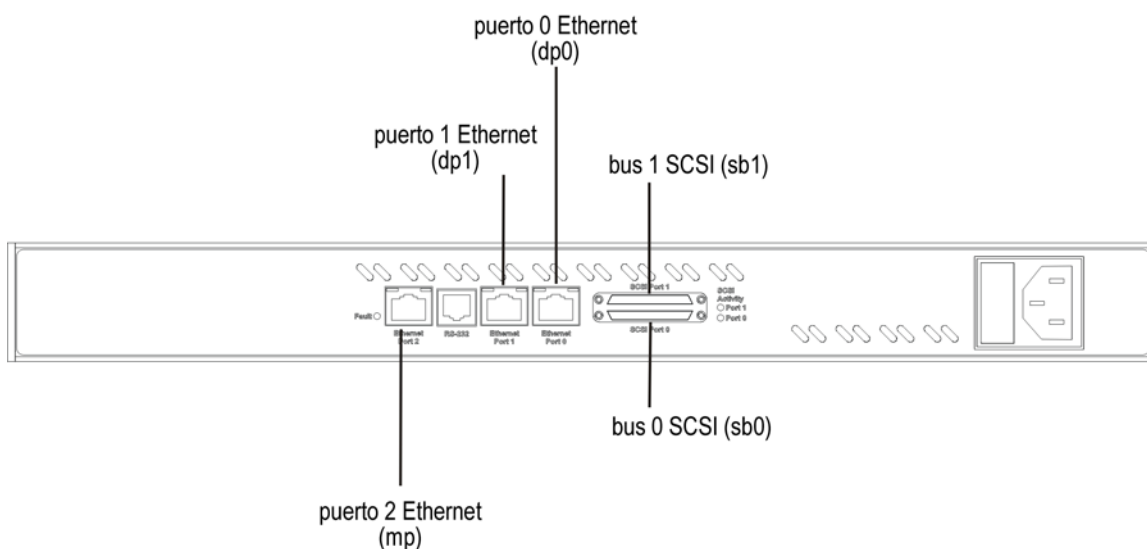 puerto 0 Ethernet
(dp0)
puerto 1 Ethernet
(dp1)
bus 1 SCSI (sb1)
SCSI Port 1
SCSI
Activity
Port 1
Port 0
Fault
Ethernet
Port 2
RS-232
Ethernet
Port 1
Ethernet
Port 0
SCSI Port 0
bus 0 SCSI (sb0)
puerto 2 Ethernet
(mp)